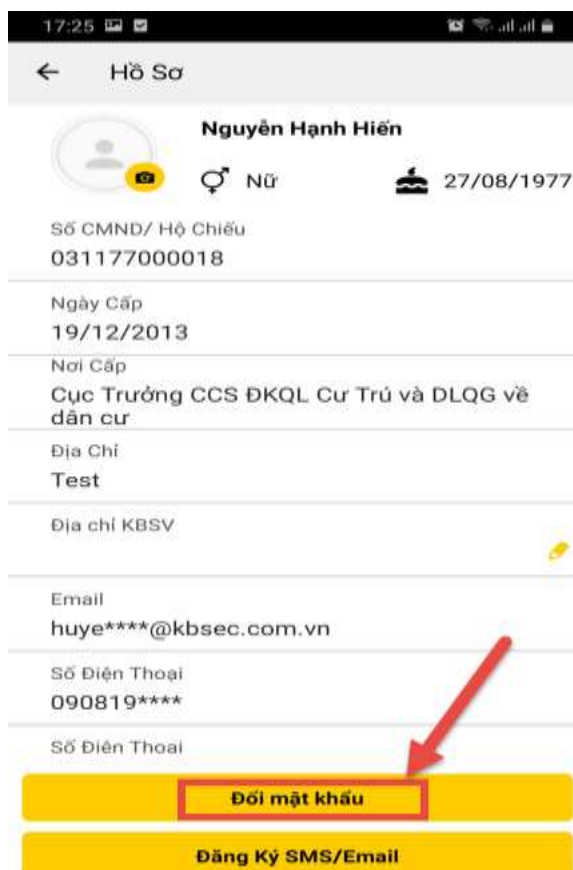 17:25
Hồ Sơ
Nguyễn Hạnh Hiến
Nữ 27/08/1977
Số CMND/ Hộ Chiếu
031177000018
Ngày Cấp
19/12/2013
Nơi Cấp
Cục Trưởng CCS ĐKQL Cư Trú và DLQG về
dân cư
Địa Chỉ
Test
Địa chỉ KBSV
Email
huye****@kbsec.com.vn
Số Điện Thoại
090819****
Số Điện Thoại
Đổi mật khẩu
Đăng Ký SMS/Email